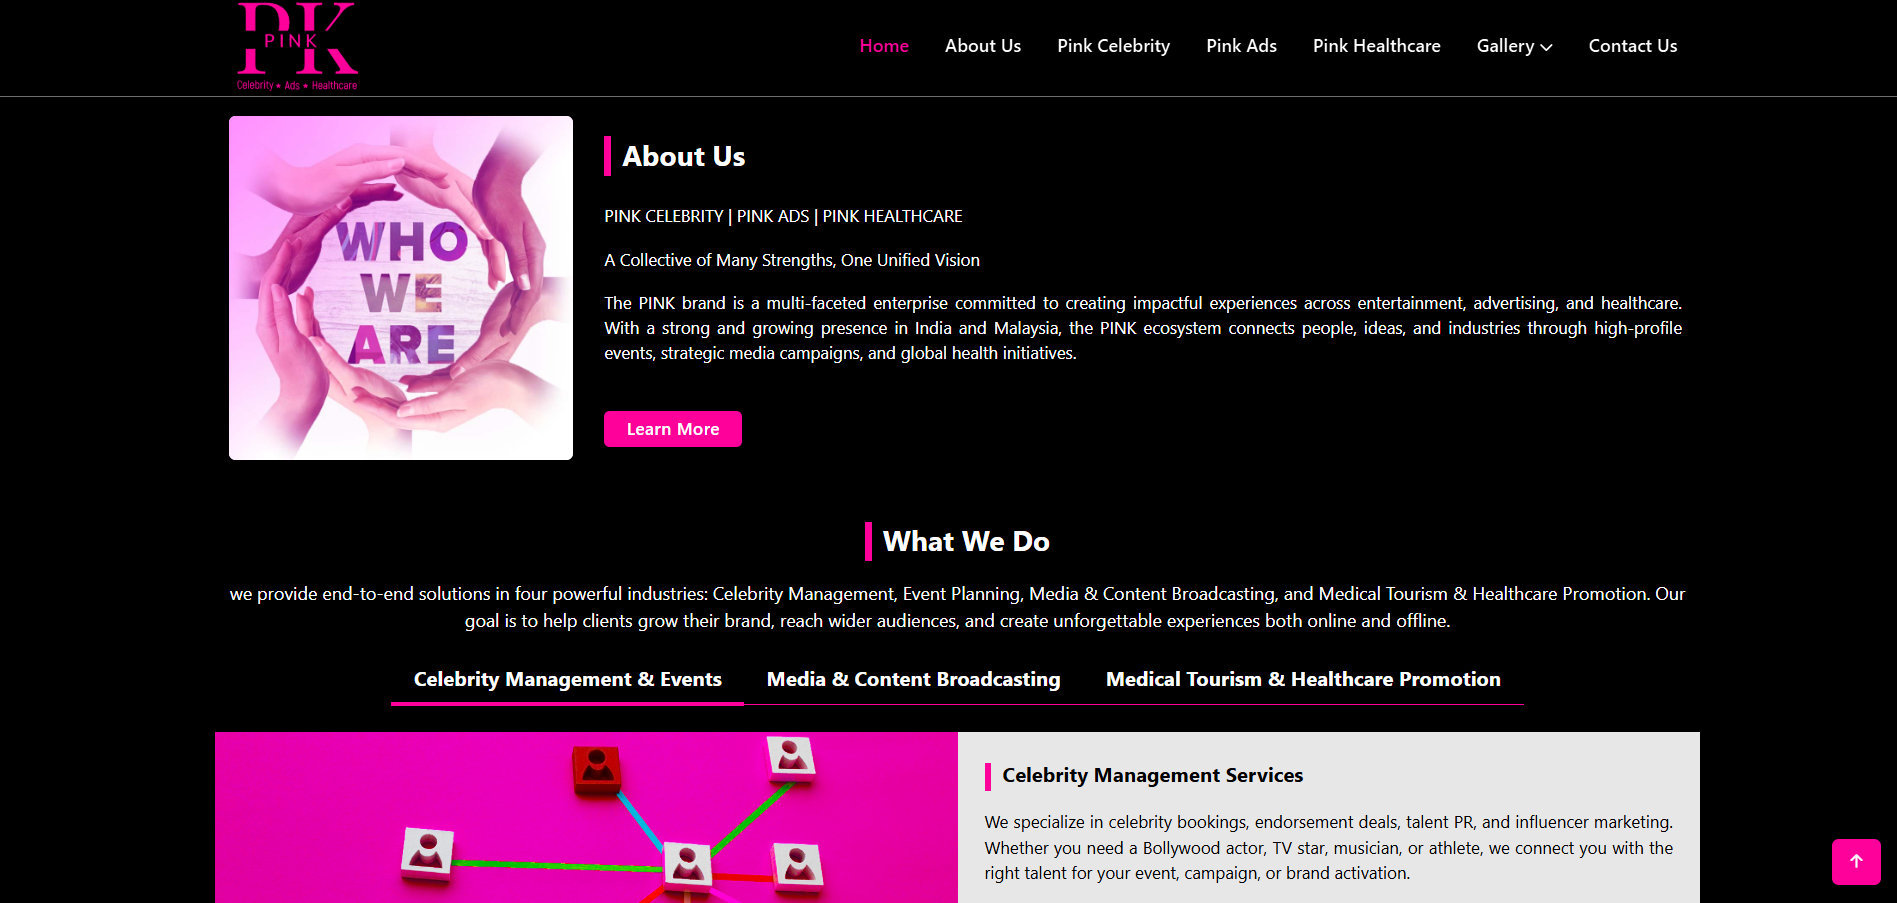 PK
PINK
Celebrity ★ Ads ★ Healthcare
Home
About Us
Pink Celebrity
Pink Ads
Pink Healthcare
Gallery
Contact Us
WHO
WE
ARE
About Us
PINK CELEBRITY | PINK ADS | PINK HEALTHCARE
A Collective of Many Strengths, One Unified Vision
The PINK brand is a multi-faceted enterprise committed to creating impactful experiences across entertainment, advertising, and healthcare.
With a strong and growing presence in India and Malaysia, the PINK ecosystem connects people, ideas, and industries through high-profile
events, strategic media campaigns, and global health initiatives.
Learn More
What We Do
we provide end-to-end solutions in four powerful industries: Celebrity Management, Event Planning, Media & Content Broadcasting, and Medical Tourism & Healthcare Promotion. Our
goal is to help clients grow their brand, reach wider audiences, and create unforgettable experiences both online and offline.
Celebrity Management & Events
Media & Content Broadcasting
Medical Tourism & Healthcare Promotion
Celebrity Management Services
We specialize in celebrity bookings, endorsement deals, talent PR, and influencer marketing.
Whether you need a Bollywood actor, TV star, musician, or athlete, we connect you with the
right talent for your event, campaign, or brand activation.